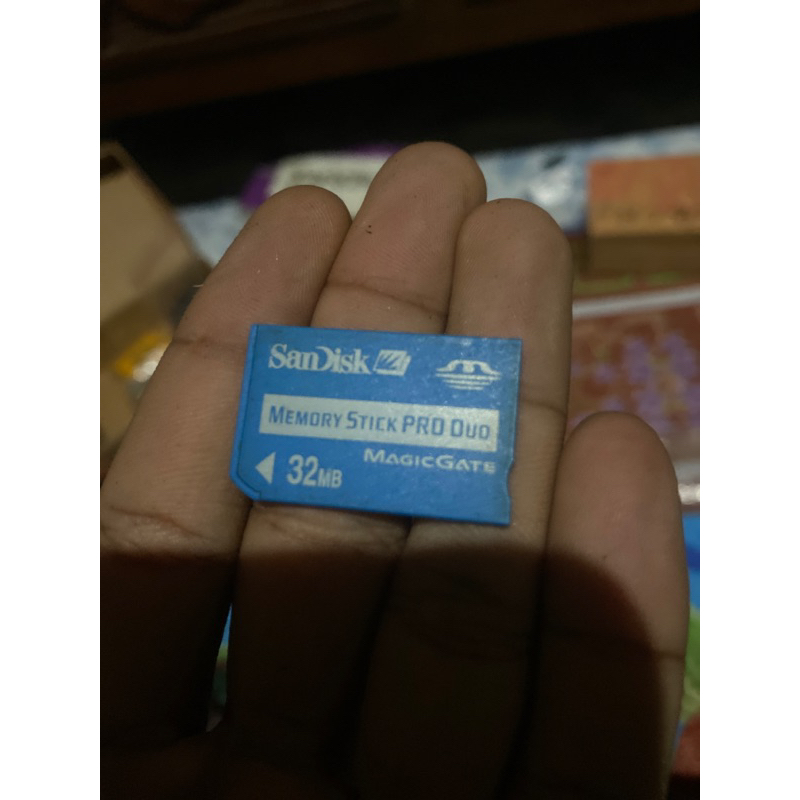 SanDisk
MEMORY STICK PRO DUO
MAGICGATE
32MB